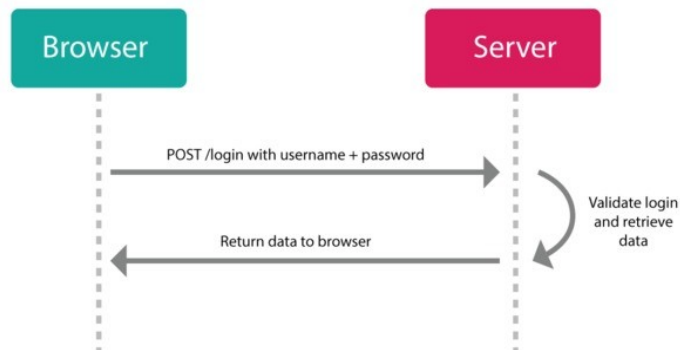 Browser
Server
POST /login with username + password
Validate login
and retrieve
data
Return data to browser